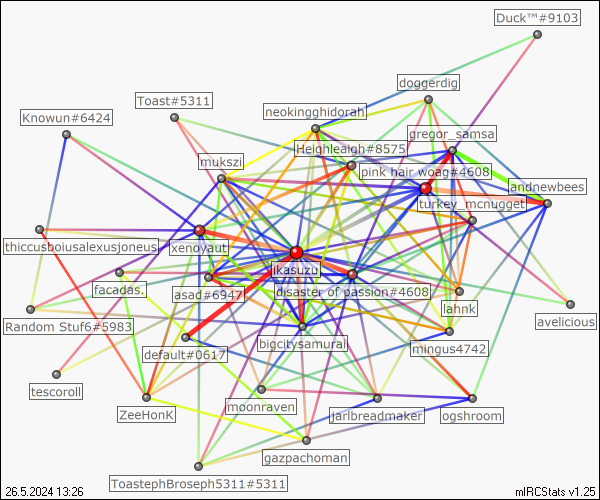 Duck™#9103
doggerdig
Toast#5311
neokingghidorah
Knowun#6424
gregor_samsa
Heighleigh#8575
mukszi
pink hair woag#4608
andnewbees
turkey_mcnugget
thiccusboiusalexusjoneus
xenoyaut
jikasuzu
facadas.
asad#6947
disaster of passion#4608
lahnk
avelicious
Random Stuf6#5983
bigcitysamurai
default#0617
mingus4742
tescoroll
ZeeHonK
moonraven
jarlbreadmaker
ogshroom
gazpachoman
ToastephBroseph5311#5311
26.5.2024 13:26
mIRCStats v1.25